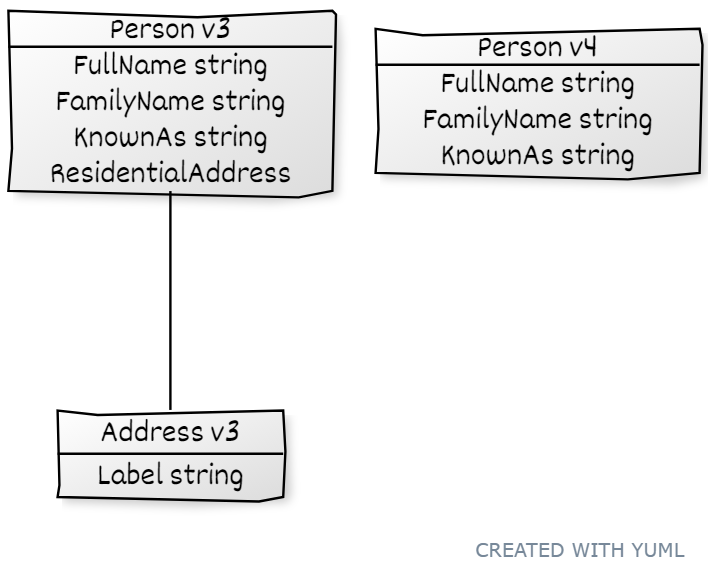 Person v3
FullName string
FamilyName string
KnownAs string
ResidentialAddress
Person v4
FullName string
FamilyName string
KnownAs string
Address v3
Label string
CREATED WITH YUML